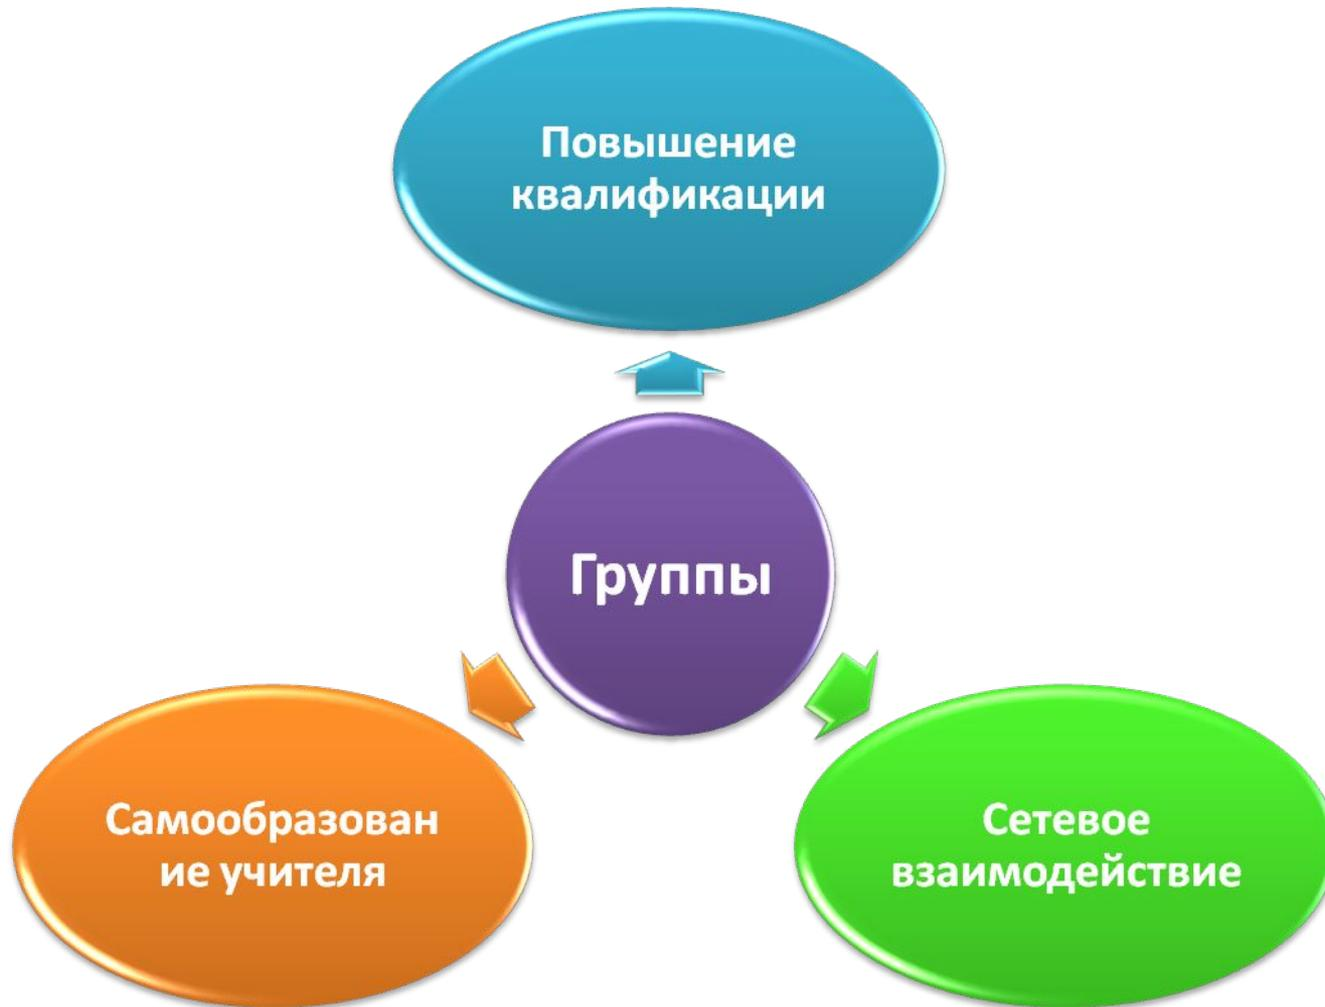 Повышение
квалификации
Группы
Самообразован
ие учителя
Сетевое
взаимодействие